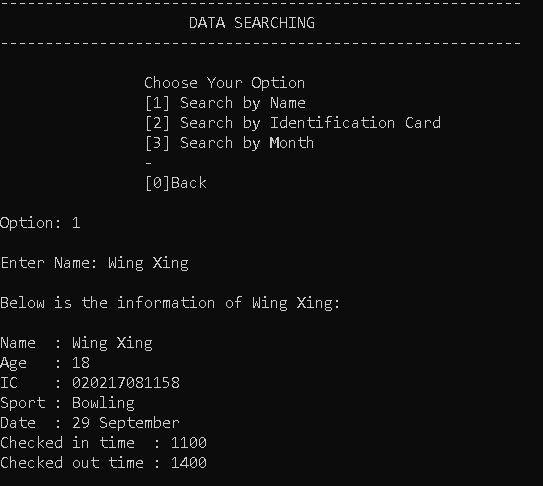 ----------------------------------------------------------
DATA SEARCHING
----------------------------------------------------------
Choose Your Option
[1] Search by Name
[2] Search by Identification Card
[3] Search by Month
-
[0]Back
Option: 1
Enter Name: Wing Xing
Below is the information of Wing Xing:
Name  : Wing Xing
Age   : 18
IC    : 020217081158
Sport : Bowling
Date  : 29 September
Checked in time  : 1100
Checked out time : 1400